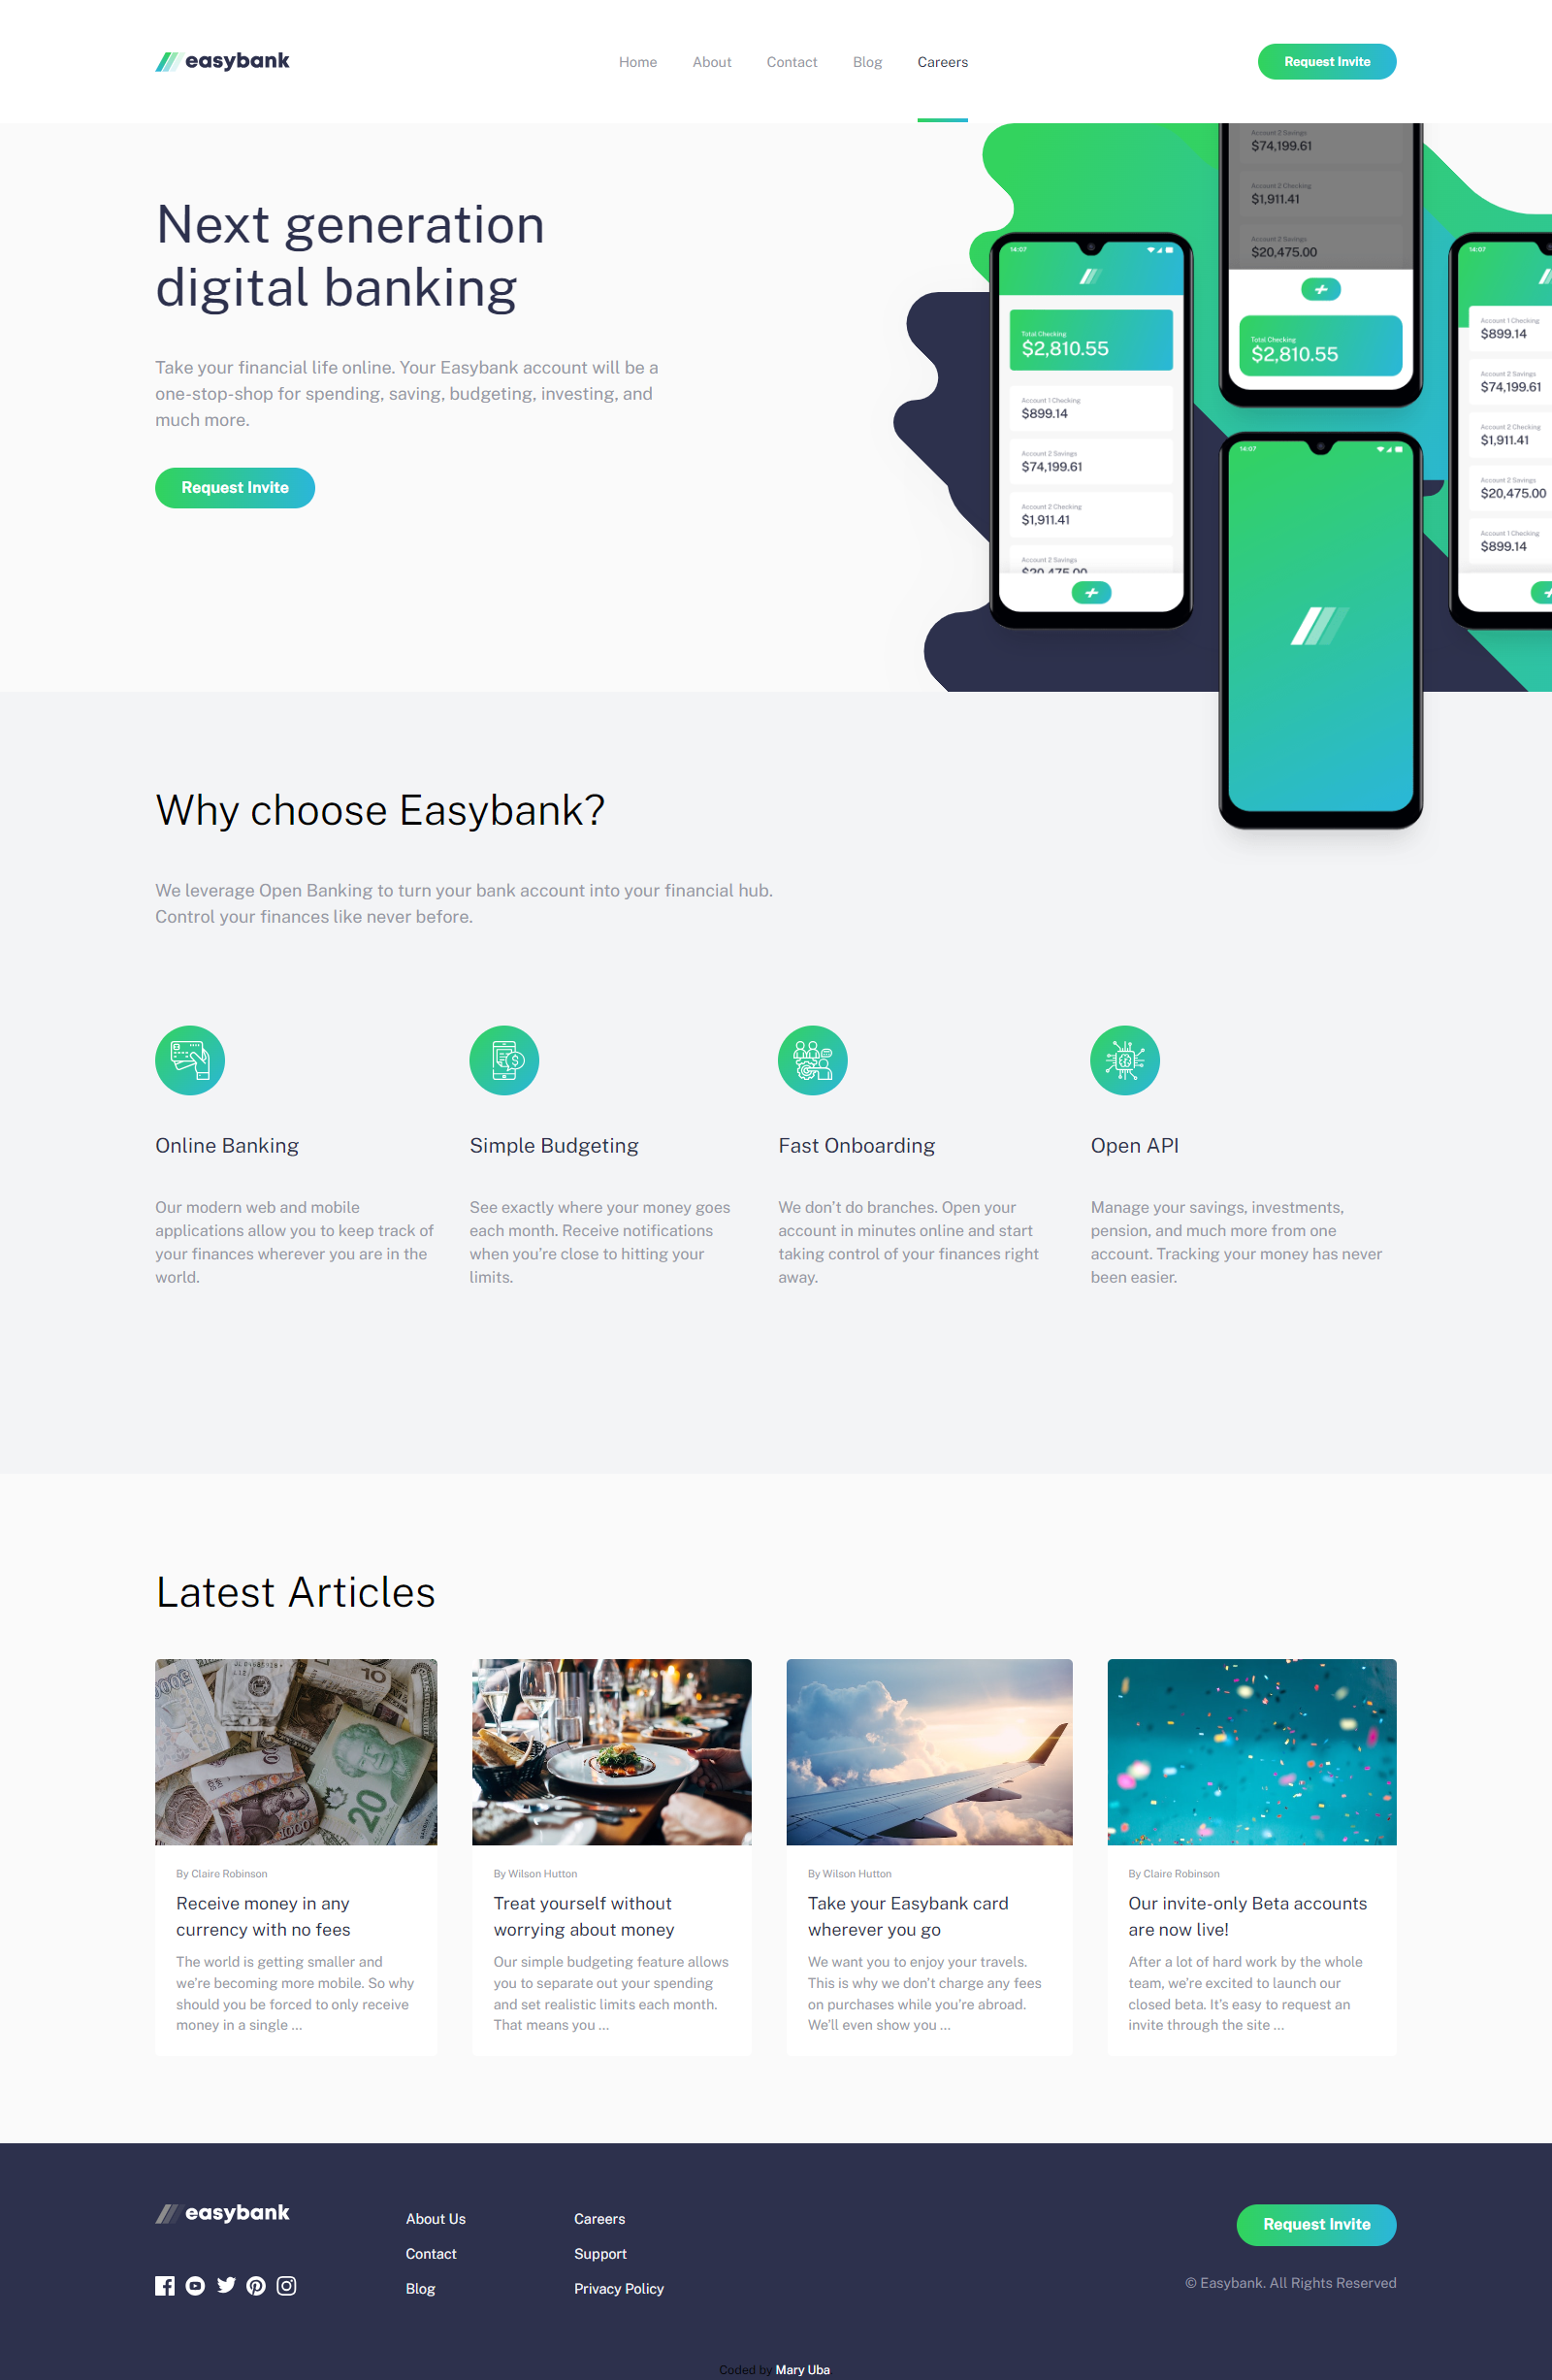 easybank
Home
About
Contact
Blog
Careers
Request Invite
Next generation
digital banking
Take your financial life online. Your Easybank account will be a
one-stop-shop for spending, saving, budgeting, investing, and
much more.
Request Invite
Account 2 Savings
$74,199.61
Account 2 Checking
$1,911.41
Account 2 Savings
$20,475.00
Total Checking
$2,810.55
14:07
Total Checking
$2,810.55
Account 1 Checking
$899.14
Account 2 Savings
$74,199.61
Account 2 Checking
$1,911.41
Account 2 Savings
$20,475.00
14:07
Account 1 Checking
$899.14
Account 2 Savings
$74,199.61
Account 2 Checking
$1,911.41
Account 2 Savings
$20,475.00
Account 1 Checking
$899.14
14:07
Why choose Easybank?
We leverage Open Banking to turn your bank account into your financial hub.
Control your finances like never before.
Online Banking
Our modern web and mobile
applications allow you to keep track of
your finances wherever you are in the
world.
Simple Budgeting
See exactly where your money goes
each month. Receive notifications
when you're close to hitting your
limits.
Fast Onboarding
We don't do branches. Open your
account in minutes online and start
taking control of your finances right
away.
Open API
Manage your savings, investments,
pension, and much more from one
account. Tracking your money has never
been easier.
Latest Articles
10
20
1000
By Claire Robinson
Receive money in any
currency with no fees
The world is getting smaller and
we're becoming more mobile. So why
should you be forced to only receive
money in a single ...
By Wilson Hutton
Treat yourself without
worrying about money
Our simple budgeting feature allows
you to separate out your spending
and set realistic limits each month.
That means you ...
By Wilson Hutton
Take your Easybank card
wherever you go
We want you to enjoy your travels.
This is why we don't charge any fees
on purchases while you're abroad.
We'll even show you ...
By Claire Robinson
Our invite-only Beta accounts
are now live!
After a lot of hard work by the whole
team, we're excited to launch our
closed beta. It's easy to request an
invite through the site ...
easybank
About Us
Contact
Blog
Careers
Support
Privacy Policy
Request Invite
© Easybank. All Rights Reserved
Coded by Mary Uba